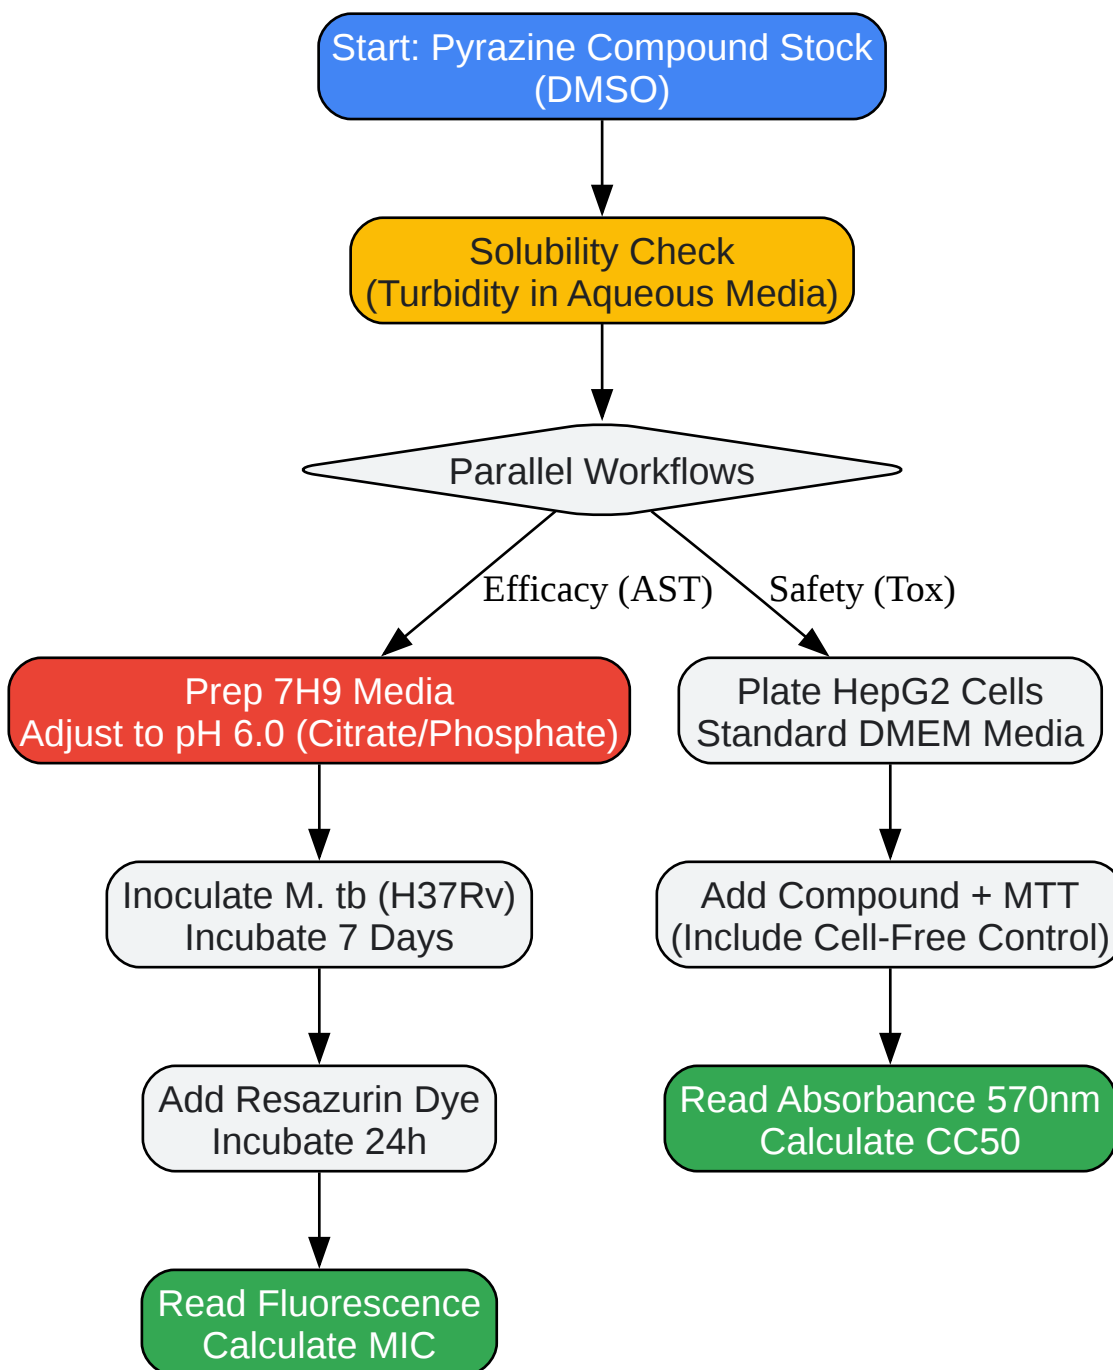 Start: Pyrazine Compound Stock
(DMSO)
Solubility Check
(Turbidity in Aqueous Media)
Parallel Workflows
Efficacy (AST)
Safety (Tox)
Prep 7H9 Media
Adjust to pH 6.0 (Citrate/Phosphate)
Plate HepG2 Cells
Standard DMEM Media
Inoculate M. tb (H37Rv)
Incubate 7 Days
Add Compound + MTT
(Include Cell-Free Control)
Add Resazurin Dye
Incubate 24h
Read Absorbance 570nm
Calculate CC50
Read Fluorescence
Calculate MIC